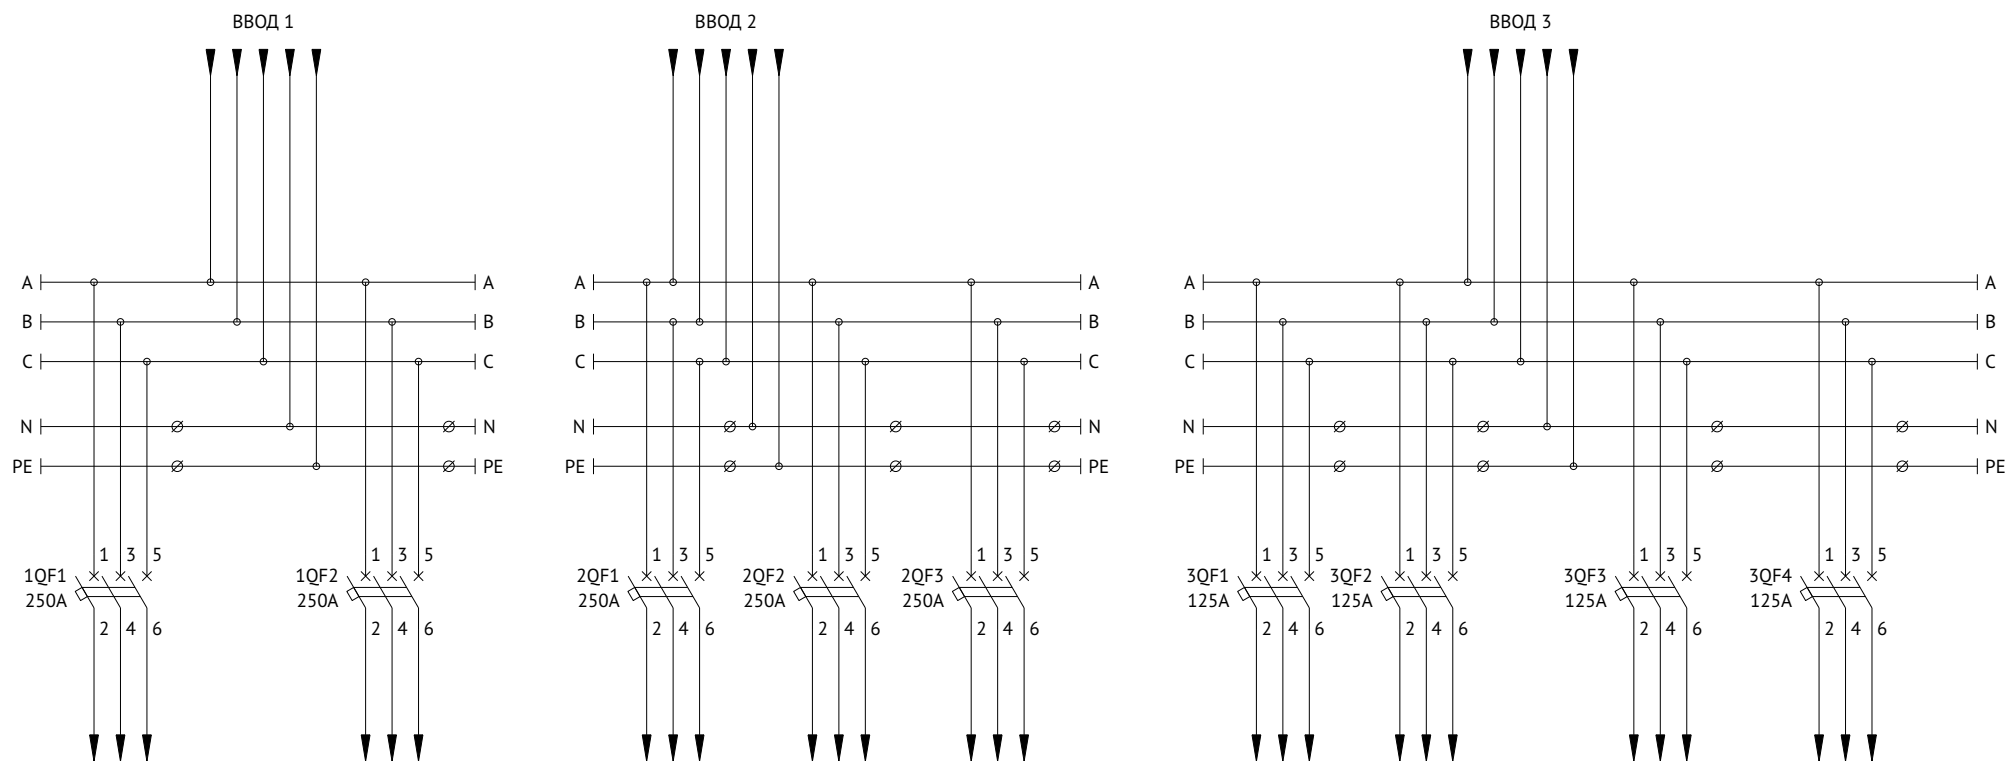 ВВОД 1 ВВОД 2 ВВОД 3
A A A A A A
B B B B B B
C C C C C C
N N N N N N
PE PE PE PE PE PE
1 3 5 1 3 5 1 3 5 1 3 5 1 3 5 1 3 5 1 3 5 1 3 5 1 3 5
1QF1 1QF2 2QF1 2QF2 2QF3 3QF1 3QF2 3QF3 3QF4
250A 250A 250A 250A 250A 125A 125A 125A 125A
2 4 6 2 4 6 2 4 6 2 4 6 2 4 6 2 4 6 2 4 6 2 4 6 2 4 6